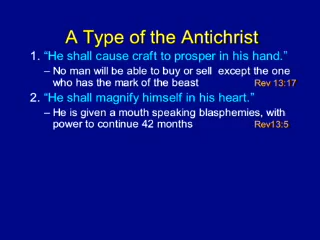 A Type of the Antichrist
1. “He shall cause craft to prosper in his hand.”
– No man will be able to buy or sell except the one
who has the mark of the beast Rev 13:17
2. “He shall magnify himself in his heart.”
– He is given a mouth speaking blasphemies, with
power to continue 42 months Rev13:5